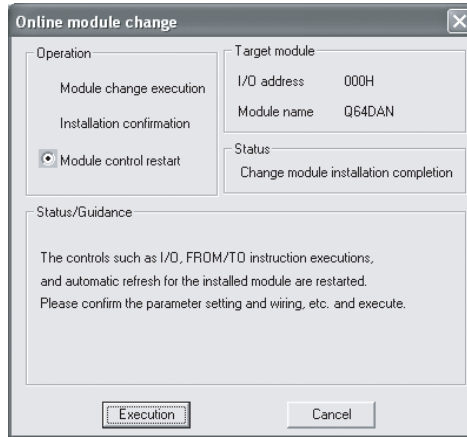 Online module change
Operation
Module change execution
Installation confirmation
Module control restart
Target module
I/O address 000H
Module name Q64DAN
Status
Change module installation completion
Status/Guidance
The controls such as I/O, FROM/TO instruction executions,
and automatic refresh for the installed module are restarted.
Please confirm the parameter setting and wiring, etc. and execute.
Execution
Cancel